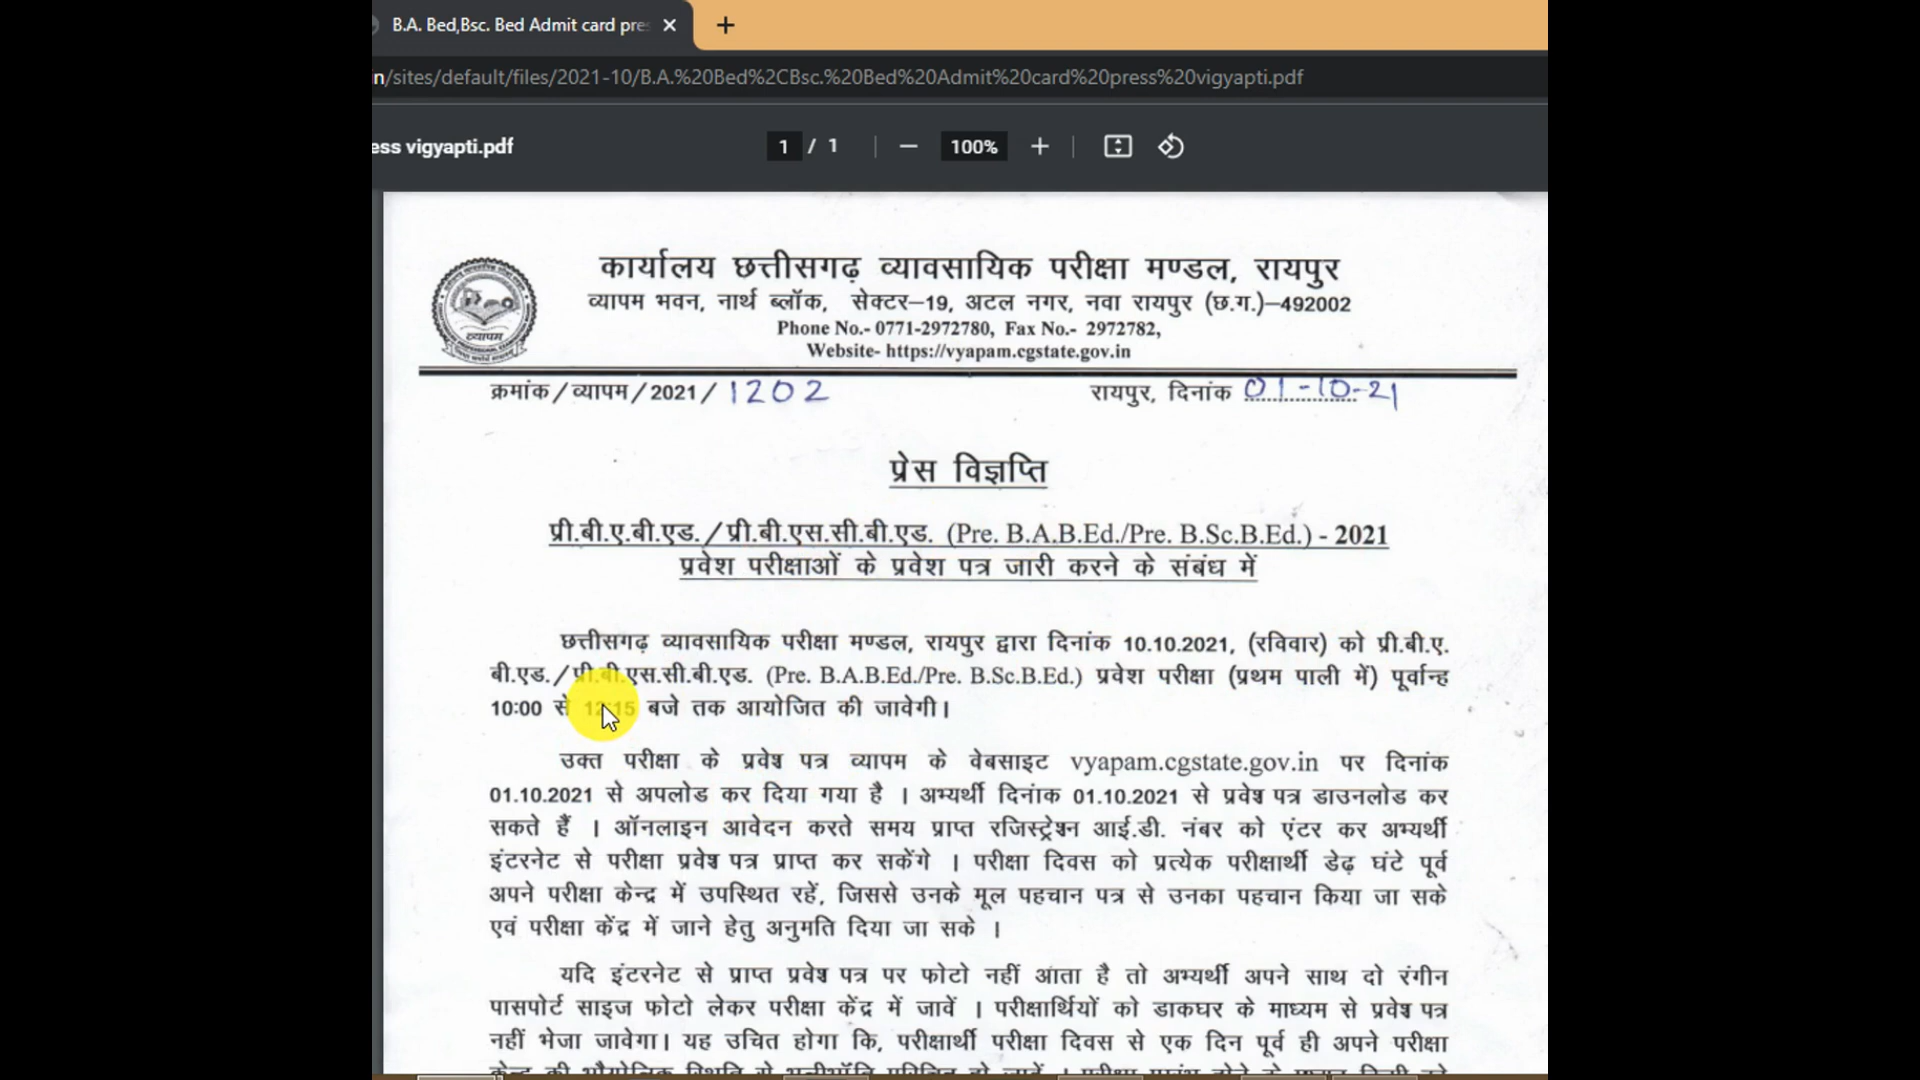 B.A. Bed,Bsc. Bed Admit card pre
n/sites/default/files/2021-10/B.A.%20Bed%2CBsc.%20Bed%20Admit%20card%20press%20vigyapti.pdf
ess vigyapti.pdf
1 / 1
100%
कार्यालय छत्तीसगढ़ व्यावसायिक परीक्षा मण्डल, रायपुर
व्यापम भवन, नार्थ ब्लॉक, सेक्टर–19, अटल नगर, नवा रायपुर (छ.ग.)–492002
Phone No.- 0771-2972780, Fax No.- 2972782,
Website- https://vyapam.cgstate.gov.in
व्यापम
क्रमांक/व्यापम/2021/ 1202
रायपुर, दिनांक 01-10-21
प्रेस विज्ञप्ति
प्री.बी.ए.बी.एड./प्री.बी.एस.सी.बी.एड. (Pre. B.A.B.Ed./Pre. B.Sc.B.Ed.) - 2021
प्रवेश परीक्षाओं के प्रवेश पत्र जारी करने के संबंध में
छत्तीसगढ़ व्यावसायिक परीक्षा मण्डल, रायपुर द्वारा दिनांक 10.10.2021, (रविवार) को प्री.बी.ए.
बी.एड./प्री.बी.एस.सी.बी.एड. (Pre. B.A.B.Ed./Pre. B.Sc.B.Ed.) प्रवेश परीक्षा (प्रथम पाली में) पूर्वान्ह
10:00 से 12:15 बजे तक आयोजित की जावेगी।
उक्त परीक्षा के प्रवेश पत्र व्यापम के वेबसाइट vyapam.cgstate.gov.in पर दिनांक
01.10.2021 से अपलोड कर दिया गया है । अभ्यर्थी दिनांक 01.10.2021 से प्रवेश पत्र डाउनलोड कर
सकते हैं । ऑनलाइन आवेदन करते समय प्राप्त रजिस्ट्रेशन आई.डी. नंबर को एंटर कर अभ्यर्थी
इंटरनेट से परीक्षा प्रवेश पत्र प्राप्त कर सकेंगे । परीक्षा दिवस को प्रत्येक परीक्षार्थी डेढ़ घंटे पूर्व
अपने परीक्षा केन्द्र में उपस्थित रहें, जिससे उनके मूल पहचान पत्र से उनका पहचान किया जा सके
एवं परीक्षा केंद्र में जाने हेतु अनुमति दिया जा सके ।
यदि इंटरनेट से प्राप्त प्रवेश पत्र पर फोटो नहीं आता है तो अभ्यर्थी अपने साथ दो रंगीन
पासपोर्ट साइज फोटो लेकर परीक्षा केंद्र में जावें । परीक्षार्थियों को डाकघर के माध्यम से प्रवेश पत्र
नहीं भेजा जावेगा। यह उचित होगा कि, परीक्षार्थी परीक्षा दिवस से एक दिन पूर्व ही अपने परीक्षा